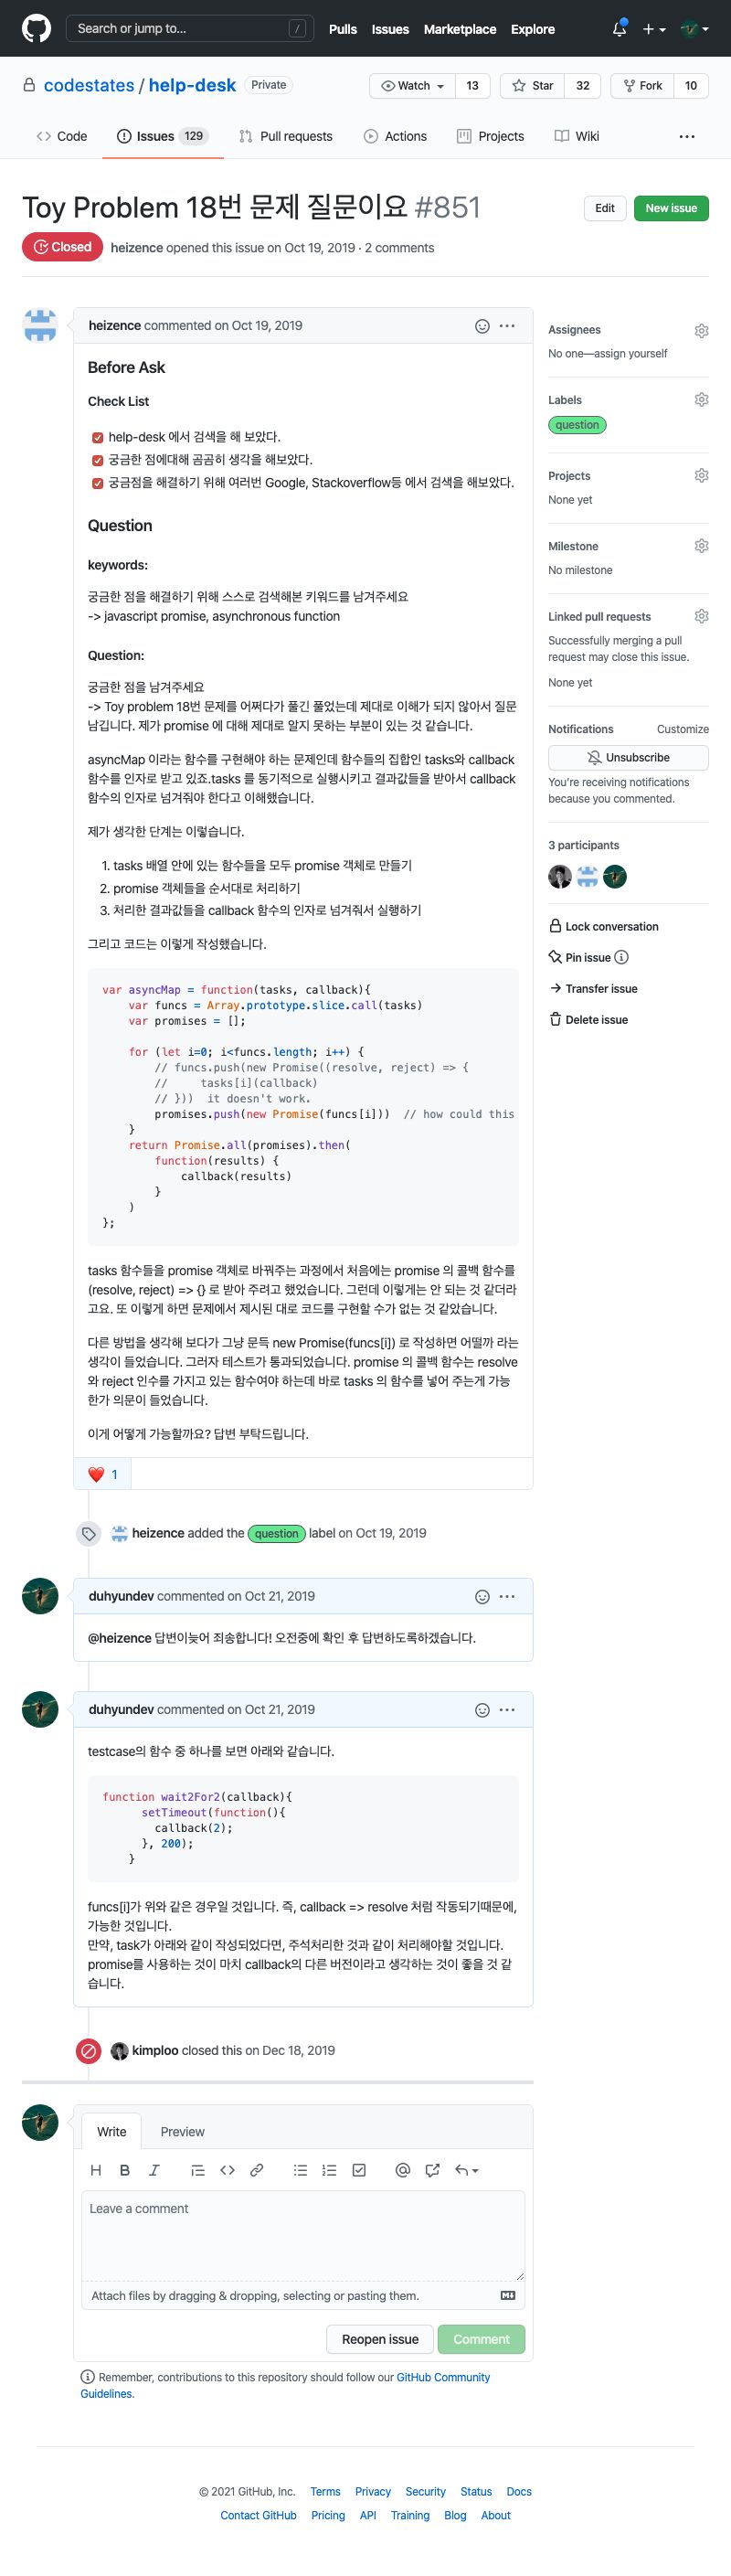 Search or jump to... / Pulls Issues Marketplace Explore
codestates / help-desk Private Watch 13 Star 32 Fork 10
Code Issues 129 Pull requests Actions Projects Wiki
Toy Problem 18번 문제 질문이요 #851 Edit New issue
Closed heizence opened this issue on Oct 19, 2019 · 2 comments
heizence commented on Oct 19, 2019
Before Ask
Check List
help-desk 에서 검색을 해 보았다.
궁금한 점에대해 곰곰히 생각을 해보았다.
궁금점을 해결하기 위해 여러번 Google, Stackoverflow등 에서 검색을 해보았다.
Question
keywords:
궁금한 점을 해결하기 위해 스스로 검색해본 키워드를 남겨주세요
-> javascript promise, asynchronous function
Question:
궁금한 점을 남겨주세요
-> Toy problem 18번 문제를 어쩌다가 풀긴 풀었는데 제대로 이해가 되지 않아서 질문
남깁니다. 제가 promise 에 대해 제대로 알지 못하는 부분이 있는 것 같습니다.
asyncMap 이라는 함수를 구현해야 하는 문제인데 함수들의 집합인 tasks와 callback
함수를 인자로 받고 있죠.tasks 를 동기적으로 실행시키고 결과값들을 받아서 callback
함수의 인자로 넘겨줘야 한다고 이해했습니다.
제가 생각한 단계는 이렇습니다.
1. tasks 배열 안에 있는 함수들을 모두 promise 객체로 만들기
2. promise 객체들을 순서대로 처리하기
3. 처리한 결과값들을 callback 함수의 인자로 넘겨줘서 실행하기
그리고 코드는 이렇게 작성했습니다.
var asyncMap = function(tasks, callback){
var funcs = Array.prototype.slice.call(tasks)
var promises = [];
for (let i=0; i<funcs.length; i++) {
// funcs.push(new Promise((resolve, reject) => {
// tasks[i](callback)
// })) it doesn't work.
promises.push(new Promise(funcs[i])) // how could this
}
return Promise.all(promises).then(
function(results) {
callback(results)
}
)
};
tasks 함수들을 promise 객체로 바꿔주는 과정에서 처음에는 promise 의 콜백 함수를
(resolve, reject) => {} 로 받아 주려고 했었습니다. 그런데 이렇게는 안 되는 것 같더라
고요. 또 이렇게 하면 문제에서 제시된 대로 코드를 구현할 수가 없는 것 같았습니다.
다른 방법을 생각해 보다가 그냥 문득 new Promise(funcs[i]) 로 작성하면 어떨까 라는
생각이 들었습니다. 그러자 테스트가 통과되었습니다. promise 의 콜백 함수는 resolve
와 reject 인수를 가지고 있는 함수여야 하는데 바로 tasks 의 함수를 넣어 주는게 가능
한가 의문이 들었습니다.
이게 어떻게 가능할까요? 답변 부탁드립니다.
❤️ 1
heizence added the question label on Oct 19, 2019
duhyundev commented on Oct 21, 2019
@heizence 답변이늦어 죄송합니다! 오전중에 확인 후 답변하도록하겠습니다.
duhyundev commented on Oct 21, 2019
testcase의 함수 중 하나를 보면 아래와 같습니다.
function wait2For2(callback){
setTimeout(function(){
callback(2);
}, 200);
}
funcs[i]가 위와 같은 경우일 것입니다. 즉, callback => resolve 처럼 작동되기때문에,
가능한 것입니다.
만약, task가 아래와 같이 작성되었다면, 주석처리한 것과 같이 처리해야할 것입니다.
promise를 사용하는 것이 마치 callback의 다른 버전이라고 생각하는 것이 좋을 것 같
습니다.
kimploo closed this on Dec 18, 2019
Write Preview
Leave a comment
Attach files by dragging & dropping, selecting or pasting them.
Reopen issue Comment
Remember, contributions to this repository should follow our GitHub Community
Guidelines.
Assignees
No one—assign yourself
Labels
question
Projects
None yet
Milestone
No milestone
Linked pull requests
Successfully merging a pull
request may close this issue.
None yet
Notifications Customize
Unsubscribe
You're receiving notifications
because you commented.
3 participants
Lock conversation
Pin issue
Transfer issue
Delete issue
© 2021 GitHub, Inc. Terms Privacy Security Status Docs
Contact GitHub Pricing API Training Blog About